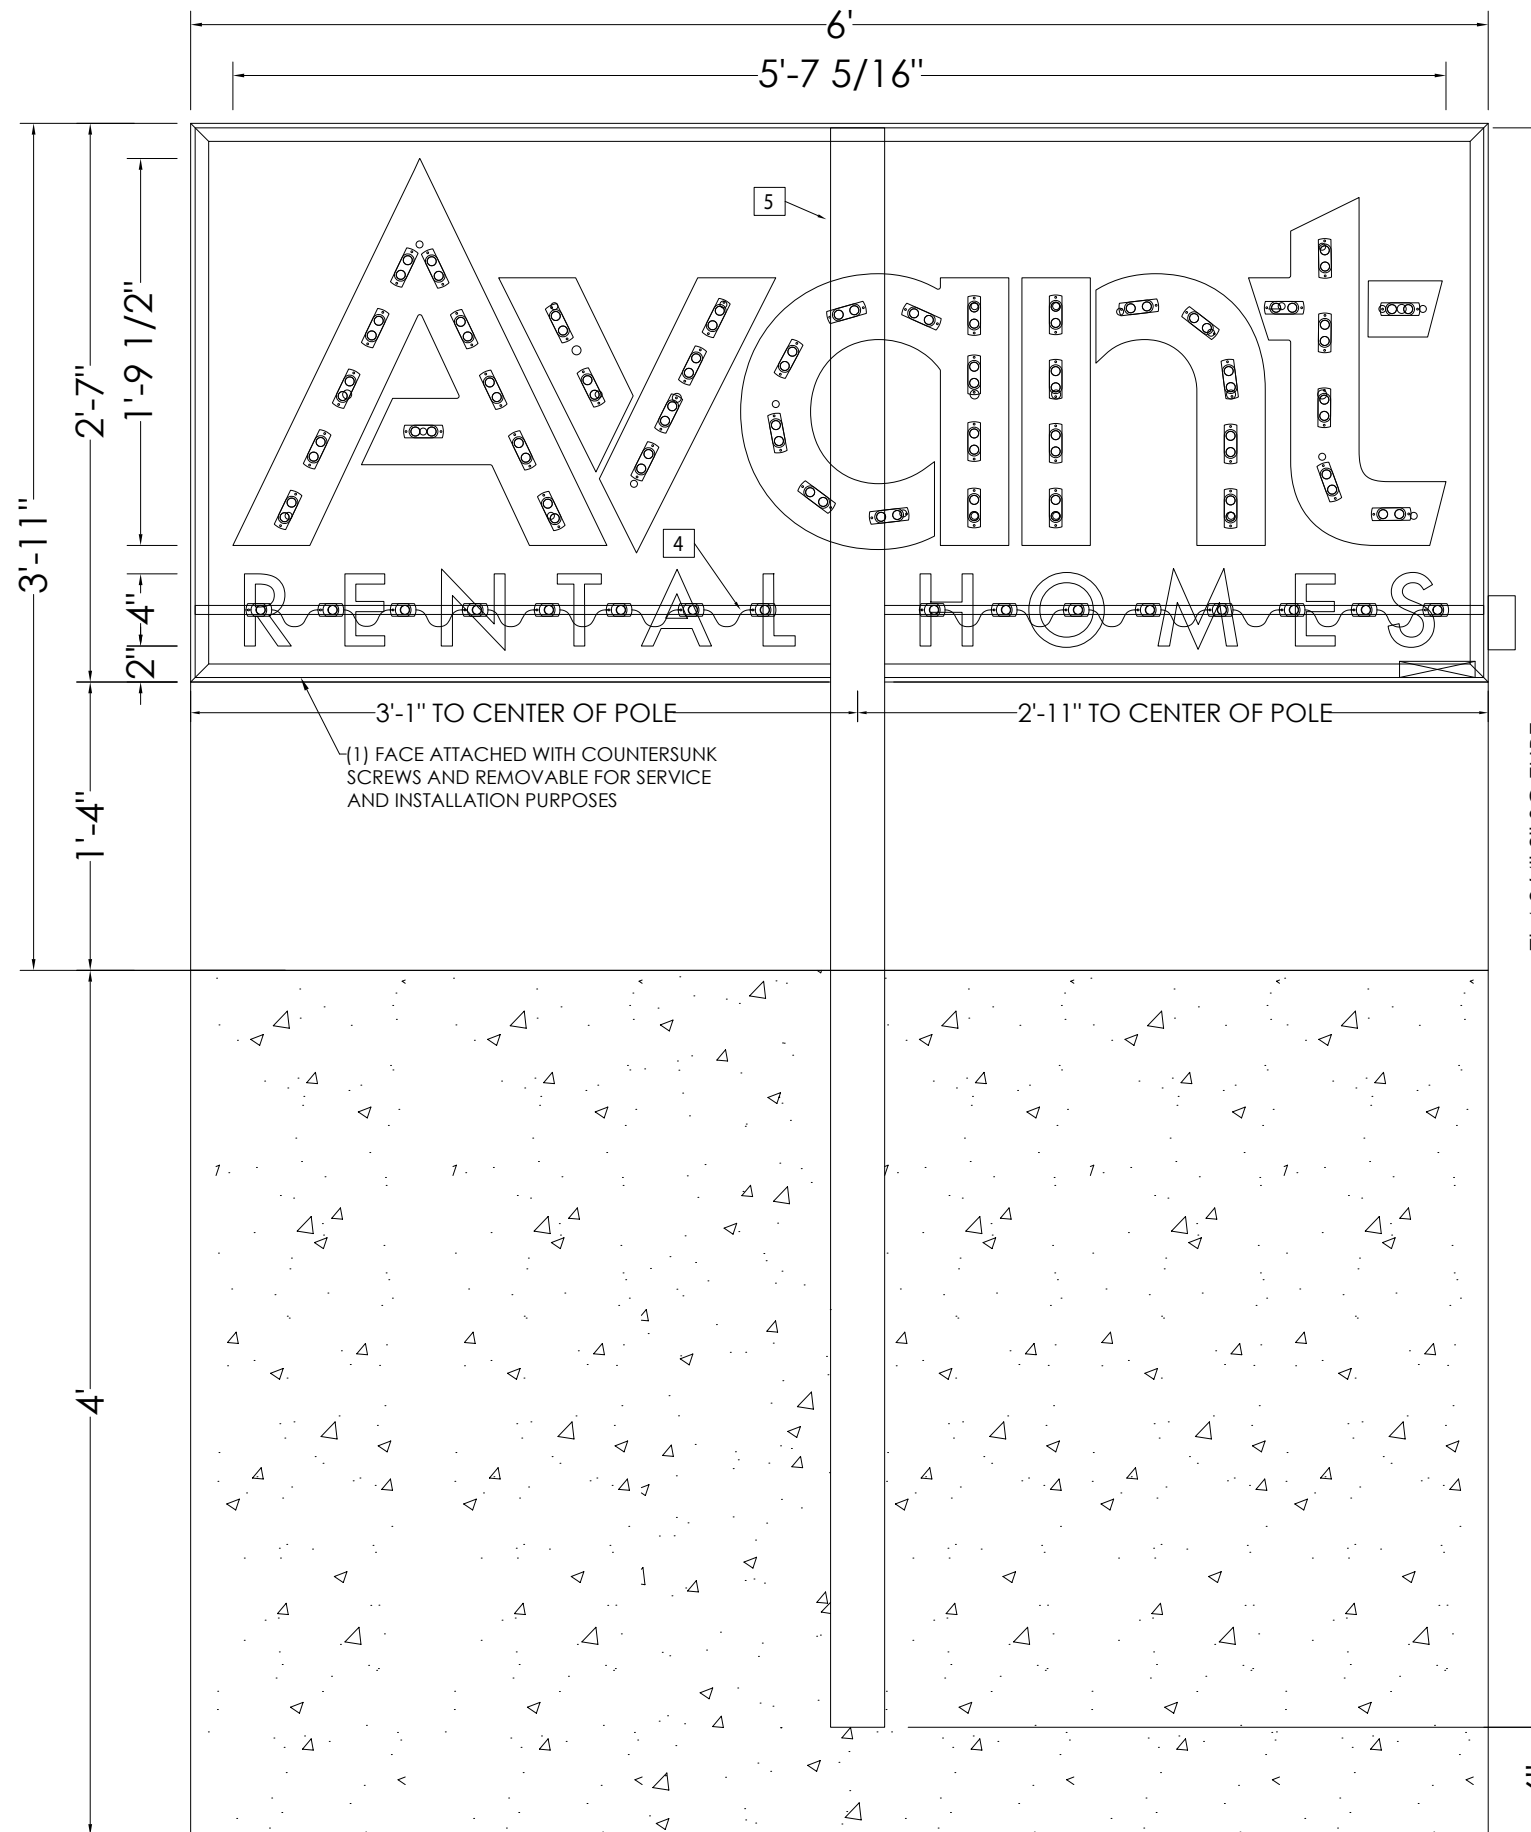 6'
5'-7 5/16"
3'-11"
2'-7"
1'-9 1/2"
5
Avant
4
4"
RENTAL HOMES
2"
3'-1" TO CENTER OF POLE
2'-11" TO CENTER OF POLE
(1) FACE ATTACHED WITH COUNTERSUNK
SCREWS AND REMOVABLE FOR SERVICE
AND INSTALLATION PURPOSES
1'-4"
4'